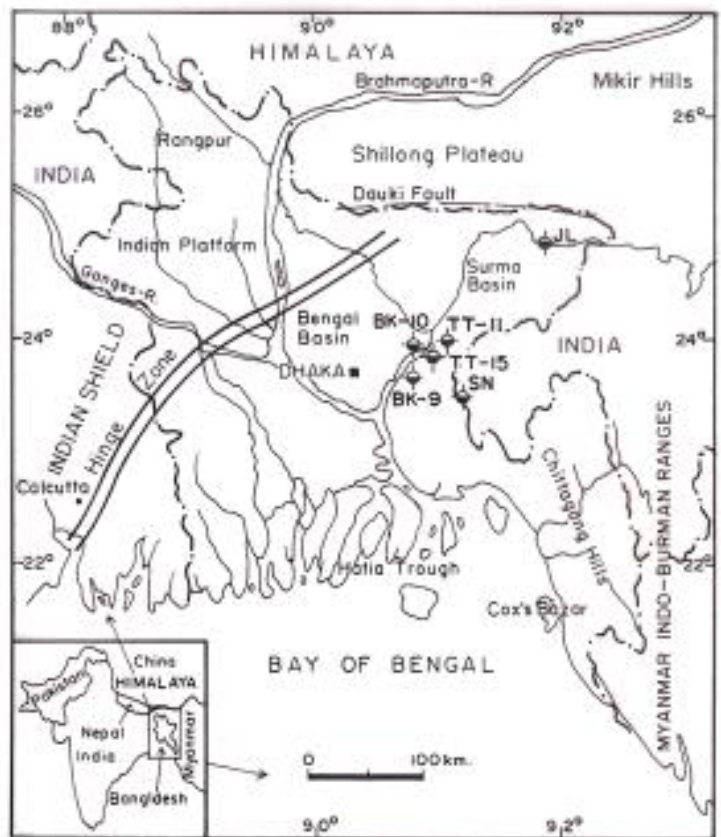 88° 90° 92°
HIMALAYA
Brahmaputra-R
Mikir Hills
26° 26°
Rangpur
Shillong Plateau
INDIA
Dauki Fault
JL
Indian Platform
Surma
Basin
Ganges-R.
Bengal
Basin
BK-10
TT-11
24° 24°
INDIA
DHAKA
TT-15
SN
BK-9
INDIAN SHIELD
Hinge Zone
Calcutta
Chittagong Hills
22° 22°
Hatia Trough
Cox's Bazar
MYANMAR INDO-BURMAN RANGES
BAY OF BENGAL
China
HIMALAYA
Pakistan
Nepal
India
Myanmar
Bangladesh
0 100 km.
90° 92°